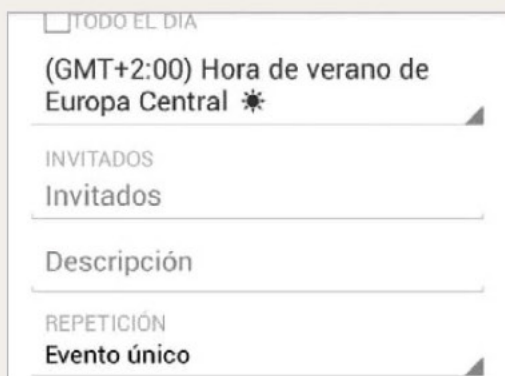 TODO EL DÍA
(GMT+2:00) Hora de verano de
Europa Central ☀
INVITADOS
Invitados
Descripción
REPETICIÓN
Evento único